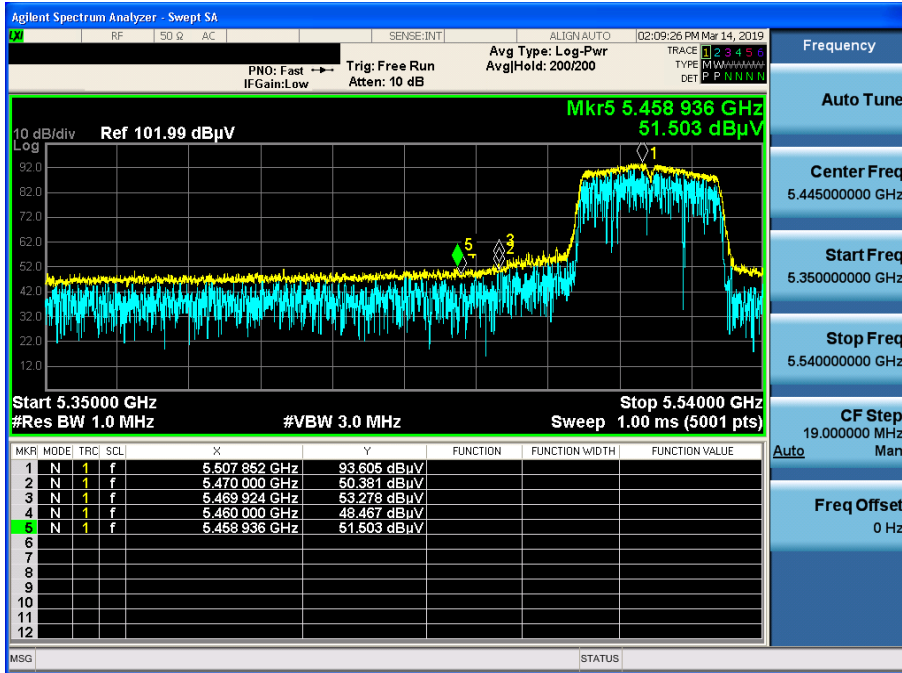 Agilent Spectrum Analyzer - Swept SA
LXI RF 50 Ω AC SENSE:INT ALIGN AUTO 02:09:26 PM Mar 14, 2019
Frequency
PNO: Fast
IFGain:Low
Trig: Free Run
Atten: 10 dB
Avg Type: Log-Pwr
Avg|Hold: 200/200
TRACE 1 2 3 4 5 6
TYPE M W
DET P P N N N N
Auto Tune
Mkr5 5.458 936 GHz
51.503 dBµV
10 dB/div Ref 101.99 dBµV
Log
92.0
82.0
72.0
62.0
52.0
42.0
32.0
22.0
12.0
1
5
3
2
Center Freq
5.445000000 GHz
Start Freq
5.350000000 GHz
Stop Freq
5.540000000 GHz
Start 5.35000 GHz Stop 5.54000 GHz
#Res BW 1.0 MHz #VBW 3.0 MHz Sweep 1.00 ms (5001 pts)
CF Step
19.000000 MHz
Auto Man
Freq Offset
0 Hz
MKR MODE TRC SCL X Y FUNCTION FUNCTION WIDTH FUNCTION VALUE
1 N 1 f 5.507 852 GHz 93.605 dBµV
2 N 1 f 5.470 000 GHz 50.381 dBµV
3 N 1 f 5.469 924 GHz 53.278 dBµV
4 N 1 f 5.460 000 GHz 48.467 dBµV
5 N 1 f 5.458 936 GHz 51.503 dBµV
6
7
8
9
10
11
12
MSG STATUS